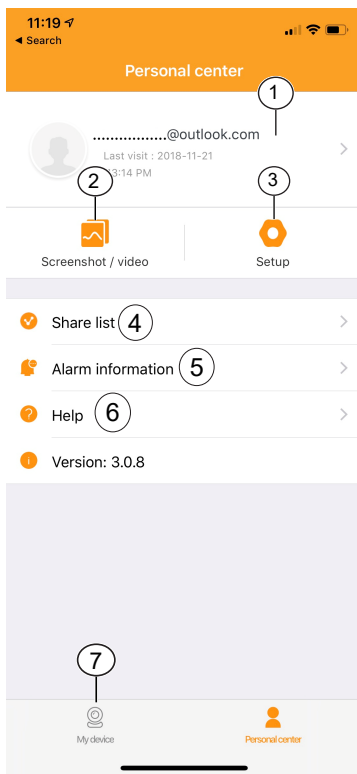 11:19
◀ Search
Personal center
1
..................@outlook.com
Last visit : 2018-11-21
3:14 PM
2
3
Screenshot / video
Setup
Share list 4
Alarm information 5
Help 6
Version: 3.0.8
7
My device
Personal center